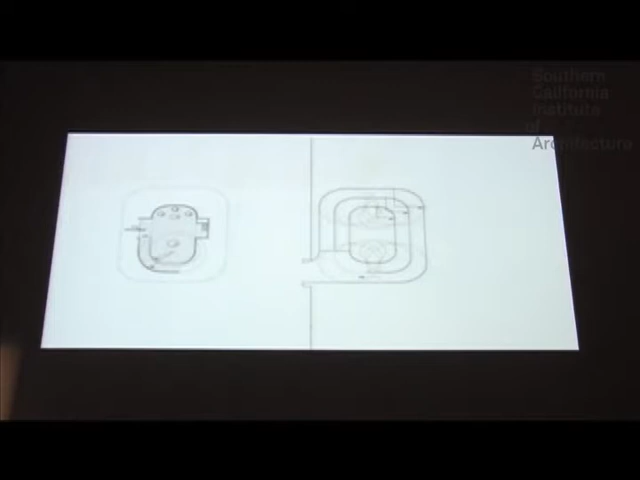 Southern
California
Institute
of
Architecture